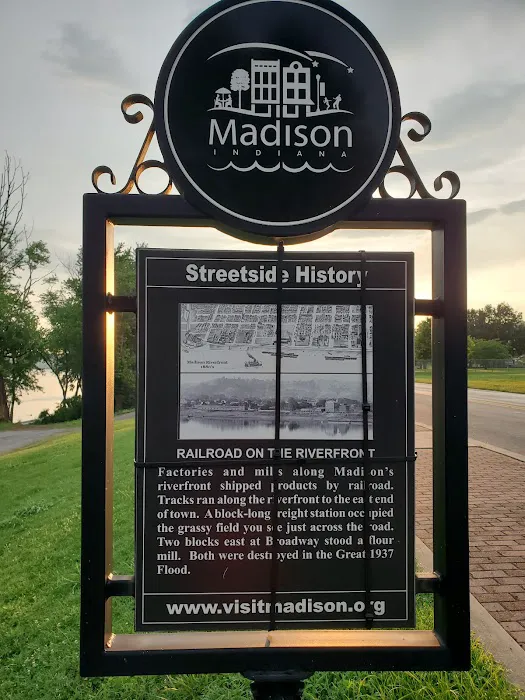 Madison
INDIANA
Streetside History
Madison Riverfront
RAILROAD ON THE RIVERFRONT
Factories and mills along Madison's
riverfront shipped products by railroad.
Tracks ran along the riverfront to the east end
of town. A block-long freight station occupied
the grassy field you see just across the road.
Two blocks east at Broadway stood a flour
mill. Both were destroyed in the Great 1937
Flood.
www.visitmadison.org